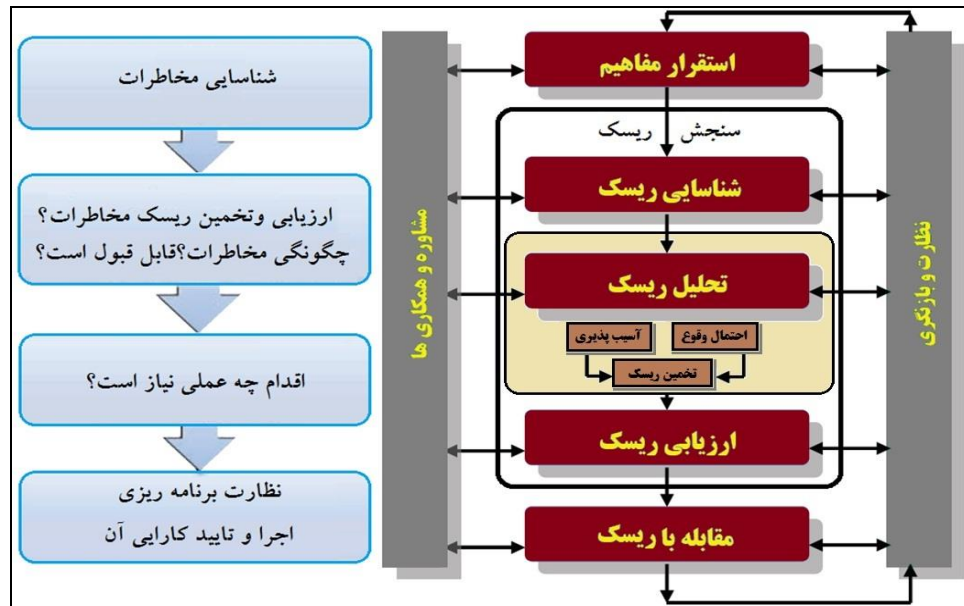 استقرار مفاهیم
سنجش ریسک
شناسایی ریسک
تحلیل ریسک
احتمال وقوع
آسیب پذیری
تخمین ریسک
ارزیابی ریسک
مقابله با ریسک
نظارت و بازنگری
مشاوره و همکاری ها
شناسایی مخاطرات
ارزیابی وتخمین ریسک مخاطرات؟
چگونگی مخاطرات؟قابل قبول است؟
اقدام چه عملی نیاز است؟
نظارت برنامه ریزی
اجرا و تایید کارایی آن